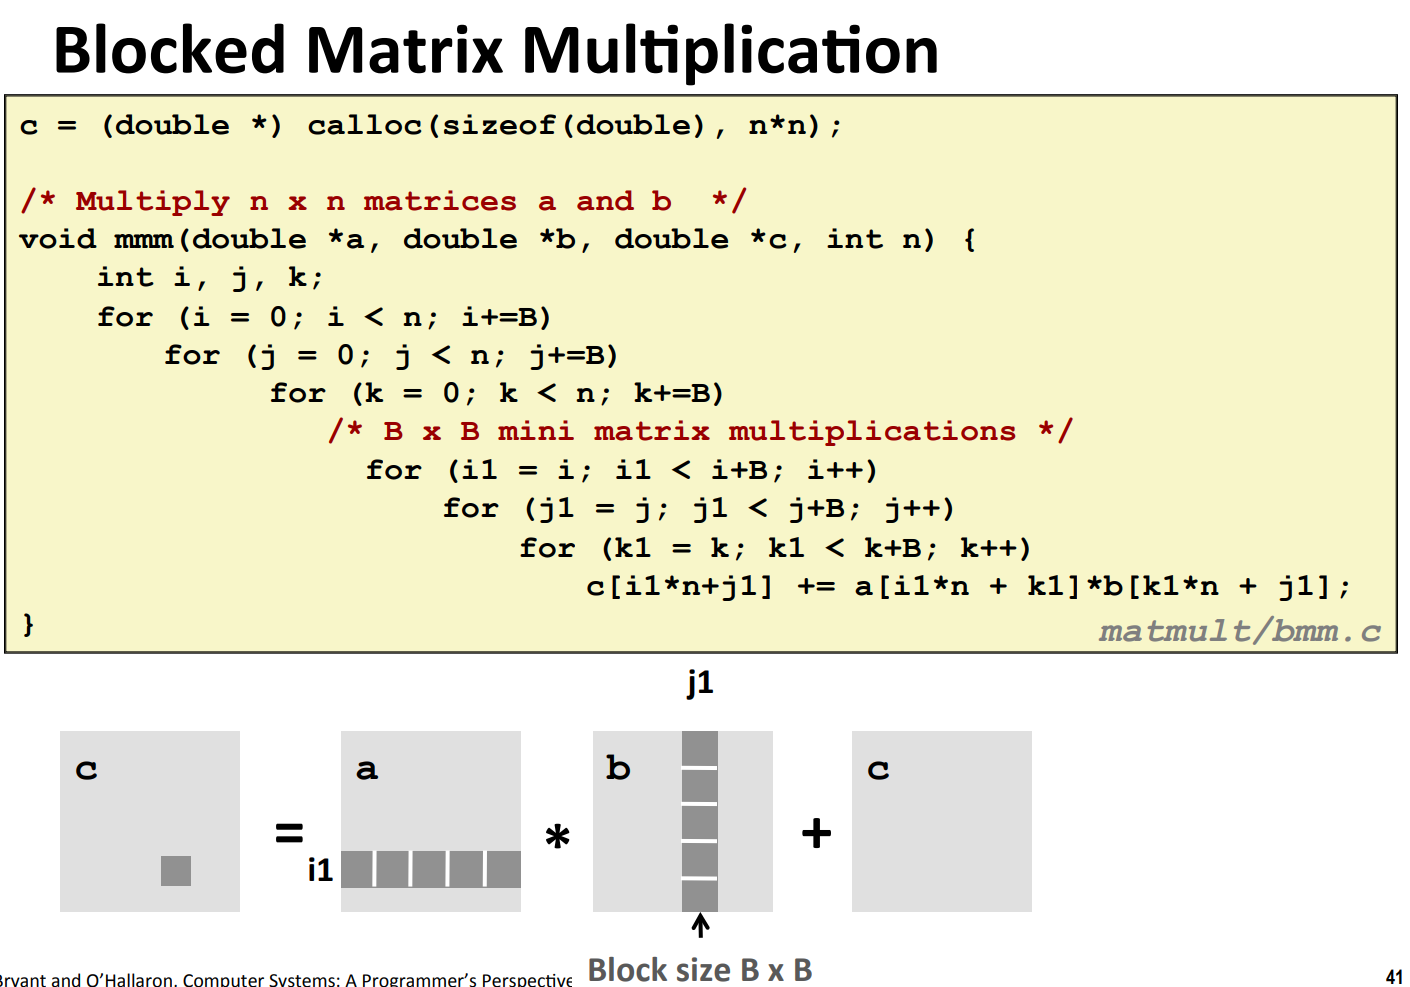 Blocked Matrix Multiplication
c = (double *) calloc(sizeof(double), n*n);
/* Multiply n x n matrices a and b  */
void mmm(double *a, double *b, double *c, int n) {
    int i, j, k;
    for (i = 0; i < n; i+=B)
        for (j = 0; j < n; j+=B)
            for (k = 0; k < n; k+=B)
                /* B x B mini matrix multiplications */
                for (i1 = i; i1 < i+B; i++)
                    for (j1 = j; j1 < j+B; j++)
                        for (k1 = k; k1 < k+B; k++)
                            c[i1*n+j1] += a[i1*n + k1]*b[k1*n + j1];
}
matmult/bmm.c
j1
c
=
i1
a
*
b
+
c
Block size B x B
Bryant and O'Hallaron, Computer Systems: A Programmer's Perspective
41